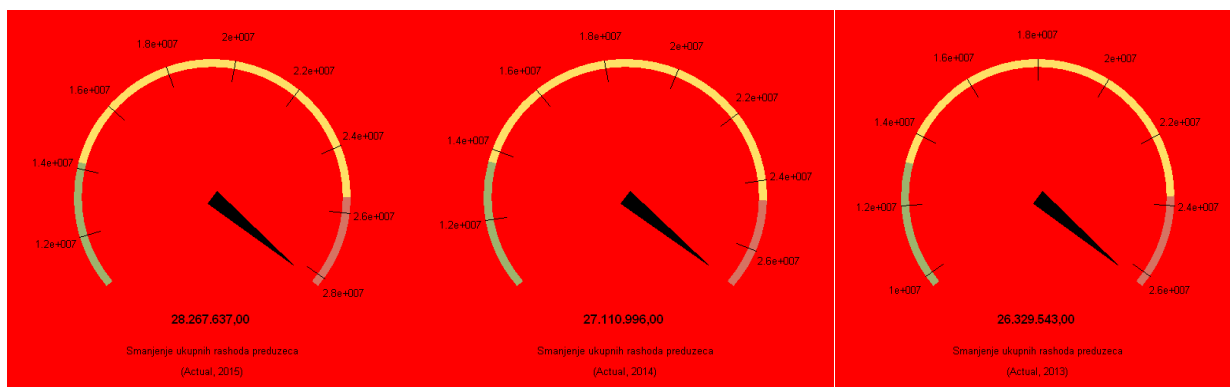 1.2e+007
1.4e+007
1.6e+007
1.8e+007
2e+007
2.2e+007
2.4e+007
2.6e+007
2.8e+007
28.267.637,00
Smanjenje ukupnih rashoda preduzeca
(Actual, 2015)
1.2e+007
1.4e+007
1.6e+007
1.8e+007
2e+007
2.2e+007
2.4e+007
2.6e+007
27.110.996,00
Smanjenje ukupnih rashoda preduzeca
(Actual, 2014)
1e+007
1.2e+007
1.4e+007
1.6e+007
1.8e+007
2e+007
2.2e+007
2.4e+007
2.6e+007
26.329.543,00
Smanjenje ukupnih rashoda preduzeca
(Actual, 2013)